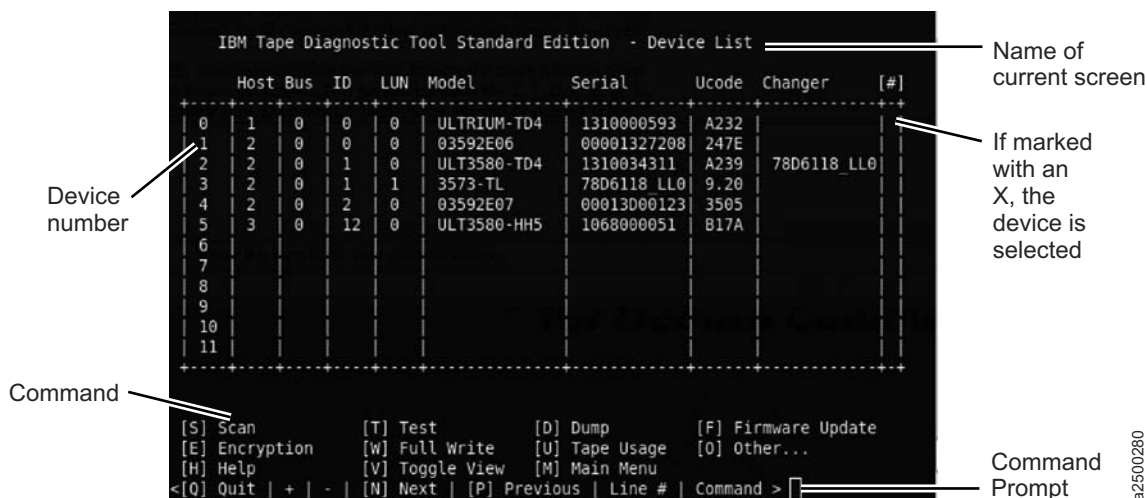 IBM Tape Diagnostic Tool Standard Edition - Device List
Name of
current screen
Host Bus ID LUN Model Serial Ucode Changer [#]
0 | 1 | 0 | 0 | 0 | ULTRIUM-TD4 | 1310000593 | A232
1 | 2 | 0 | 0 | 0 | 03592E06 | 00001327208 | 247E
2 | 2 | 0 | 1 | 0 | ULT3580-TD4 | 1310034311 | A239 | 78D6118_LL0
3 | 2 | 0 | 1 | 1 | 3573-TL | 78D6118_LL0 | 9.20
4 | 2 | 0 | 2 | 0 | 03592E07 | 00013D00123 | 3505
5 | 3 | 0 | 12 | 0 | ULT3580-HH5 | 1068000051 | B17A
6
7
8
9
10
11
If marked
with an
X, the
device is
selected
Device
number
Command
[S] Scan [T] Test [D] Dump [F] Firmware Update
[E] Encryption [W] Full Write [U] Tape Usage [O] Other...
[H] Help [V] Toggle View [M] Main Menu
<[Q] Quit | + | - | [N] Next | [P] Previous | Line # | Command >
Command
Prompt
a2500280